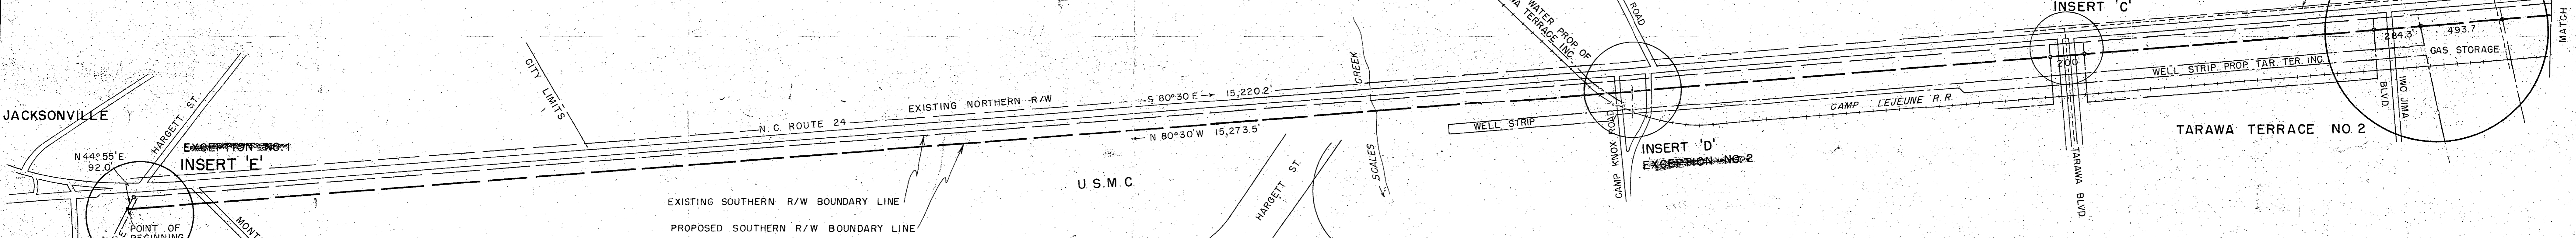 JACKSONVILLE
HARGETT ST.
N 44° 55' E
92.0'
EXCEPTION NO. 1
INSERT 'E'
POINT OF
BEGINNING
MONT
CITY LIMITS
N.C. ROUTE 24
EXISTING NORTHERN R/W
S 80° 30 E → 15,220.2'
← N 80° 30' W 15,273.5'
EXISTING SOUTHERN R/W BOUNDARY LINE
PROPOSED SOUTHERN R/W BOUNDARY LINE
U.S.M.C.
HARGETT ST.
CREEK
SCALES
WELL STRIP
WATER PROP OF
WA TERRACE INC.
ROAD
CAMP KNOX ROAD
INSERT 'D'
EXCEPTION NO. 2
CAMP LEJEUNE R.R.
INSERT 'C'
200'
TARAWA BLVD.
WELL STRIP PROP. TAR. TER. INC.
TARAWA TERRACE NO. 2
284.3'
493.7'
GAS STORAGE
IWO JIMA
BLVD.
MATCH